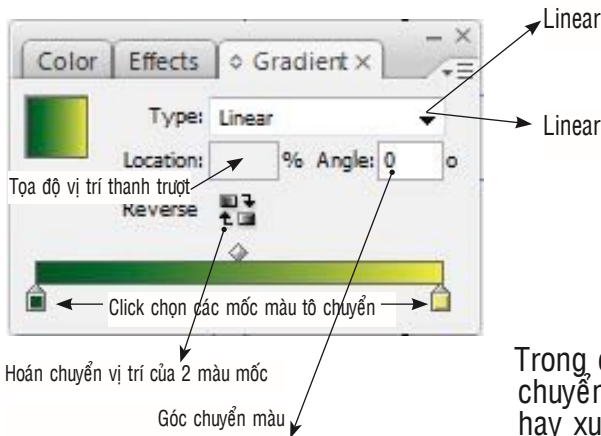 Linear
Color Effects Gradient
Type: Linear
Linear
Location: % Angle: 0 o
Tọa độ vị trí thanh trượt
Reverse
Click chọn các mốc màu tô chuyển
Hoán chuyển vị trí của 2 màu mốc
Góc chuyển màu
Trong
chuyển
hay